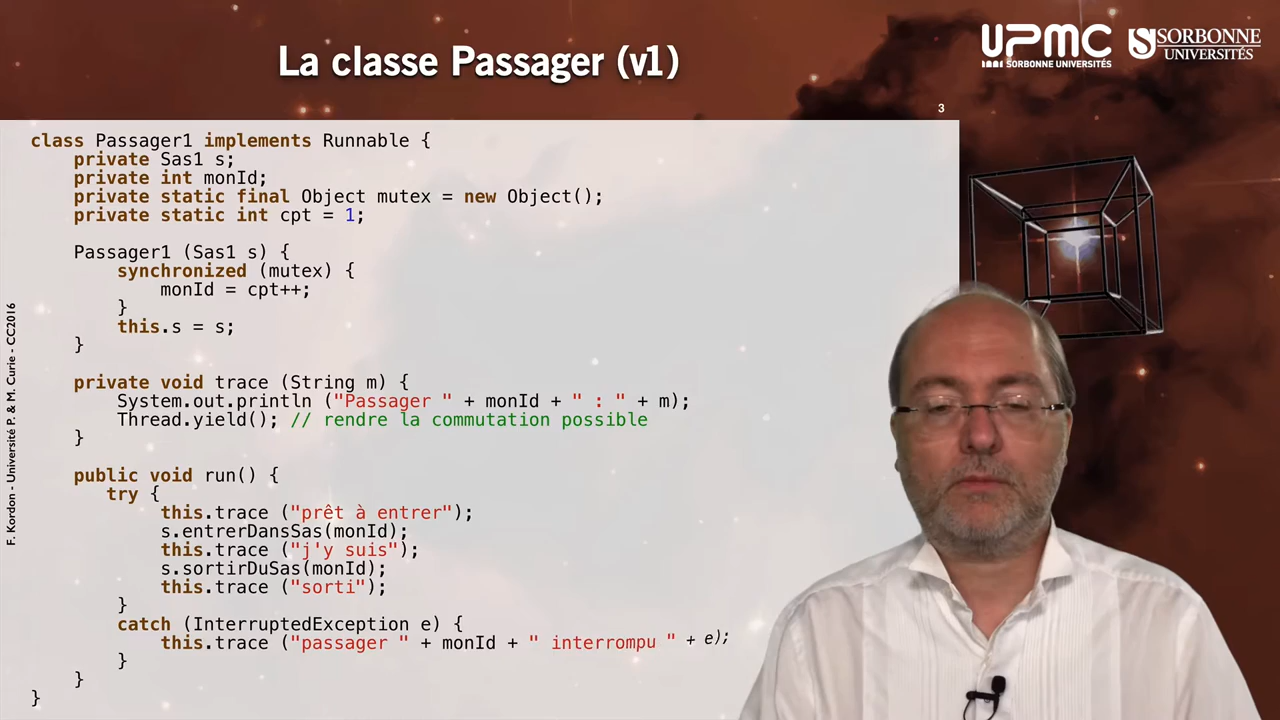 La classe Passager (v1)
UPMC
SORBONNE UNIVERSITÉS
SORBONNE
UNIVERSITÉS
3
class Passager1 implements Runnable {
    private Sas1 s;
    private int monId;
    private static final Object mutex = new Object();
    private static int cpt = 1;
    Passager1 (Sas1 s) {
        synchronized (mutex) {
            monId = cpt++;
        }
        this.s = s;
    }
    private void trace (String m) {
        System.out.println ("Passager " + monId + " : " + m);
        Thread.yield(); // rendre la commutation possible
    }
    public void run() {
       try {
            this.trace ("prêt à entrer");
            s.entrerDansSas(monId);
            this.trace ("j'y suis");
            s.sortirDuSas(monId);
            this.trace ("sorti");
        }
        catch (InterruptedException e) {
            this.trace ("passager " + monId + " interrompu " + e);
        }
    }
}
F. Kordon - Université P. & M. Curie - CC2016